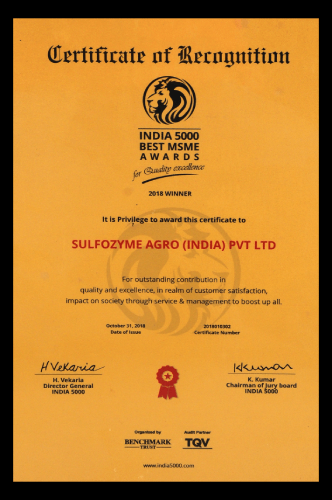 Certificate of Recognition
INDIA 5000
BEST MSME
AWARDS
for Quality excellence
2018 WINNER
It is Privilege to award this certificate to
SULFOZYME AGRO (INDIA) PVT LTD
For outstanding contribution in
quality and excellence, in realm of customer satisfaction,
impact on society through service & management to boost up all.
October 31, 2018 2018010302
Date of Issue Certificate Number
H Vekaria KKumar
H. Vekaria K. Kumar
Director General Chairman of Jury board
INDIA 5000 INDIA 5000
Organized by Audit Partner
BENCHMARK TQV
TRUST
www.india5000.com